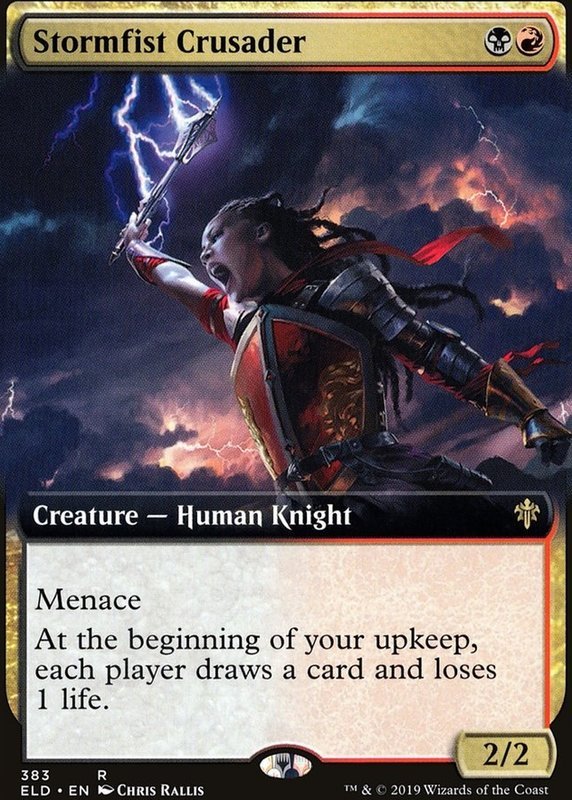 Stormfist Crusader
Creature — Human Knight
Menace
At the beginning of your upkeep,
each player draws a card and loses
1 life.
2/2
383 R
ELD • EN Chris Rallis
™ & © 2019 Wizards of the Coast